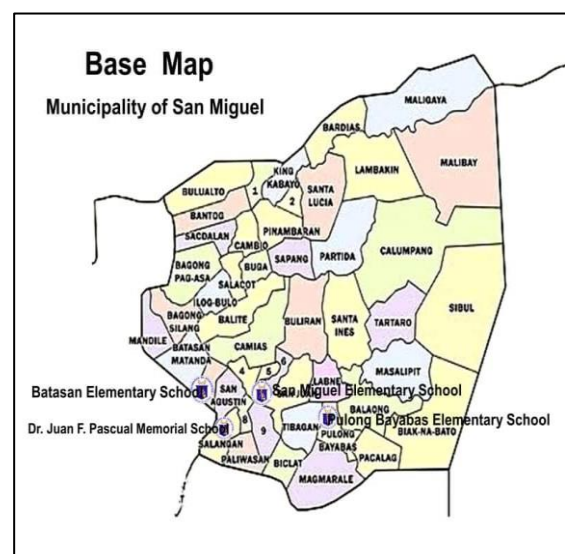 Base Map
Municipality of San Miguel
MALIGAYA
BARDIAS
MALIBAY
LAMBAKIN
KING
KABAYO
BULUALTO
1
2
SANTA
LUCIA
BANTOG
SACDALAN
CAMBIO
PINAMBARAN
PARTIDA
CALUMPANG
BAGONG
PAG-ASA
BUGA
SAPANG
SALACOT
ILOG-BULO
SIBUL
BAGONG
SILANG
BALITE
BULIRAN
SANTA
INES
TARTARO
MANDILE
BATASAN
MATANDA
CAMIAS
6
4
5
MASALIPIT
LABNE
Batasan Elementary School
SAN
AGUSTIN
San Miguel Elementary School
SAN JUAN
BALAONG
Dr. Juan F. Pascual Memorial School
8
9
TIBAGAN
Pulong Bayabas Elementary School
PULONG
BAYABAS
BIAK-NA-BATO
SALANGAN
PALIWASAN
BICLAT
PACALAG
MAGMARALE